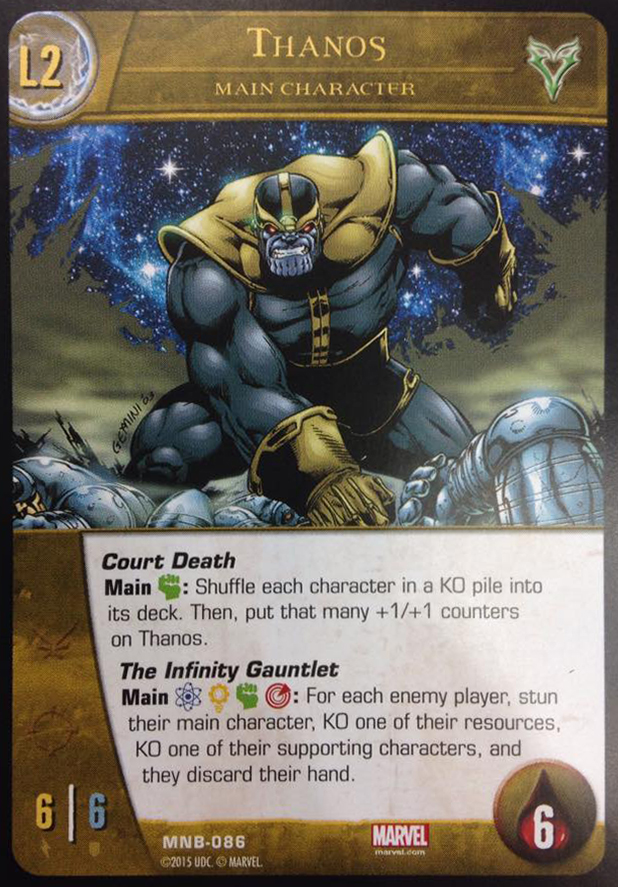 L2
THANOS
MAIN CHARACTER
GEMINI 03
Court Death
Main : Shuffle each character in a KO pile into
its deck. Then, put that many +1/+1 counters
on Thanos.
The Infinity Gauntlet
Main : For each enemy player, stun
their main character, KO one of their resources,
KO one of their supporting characters, and
they discard their hand.
6 | 6
6
MNB-086
©2015 UDC. © MARVEL.
MARVEL
marvel.com